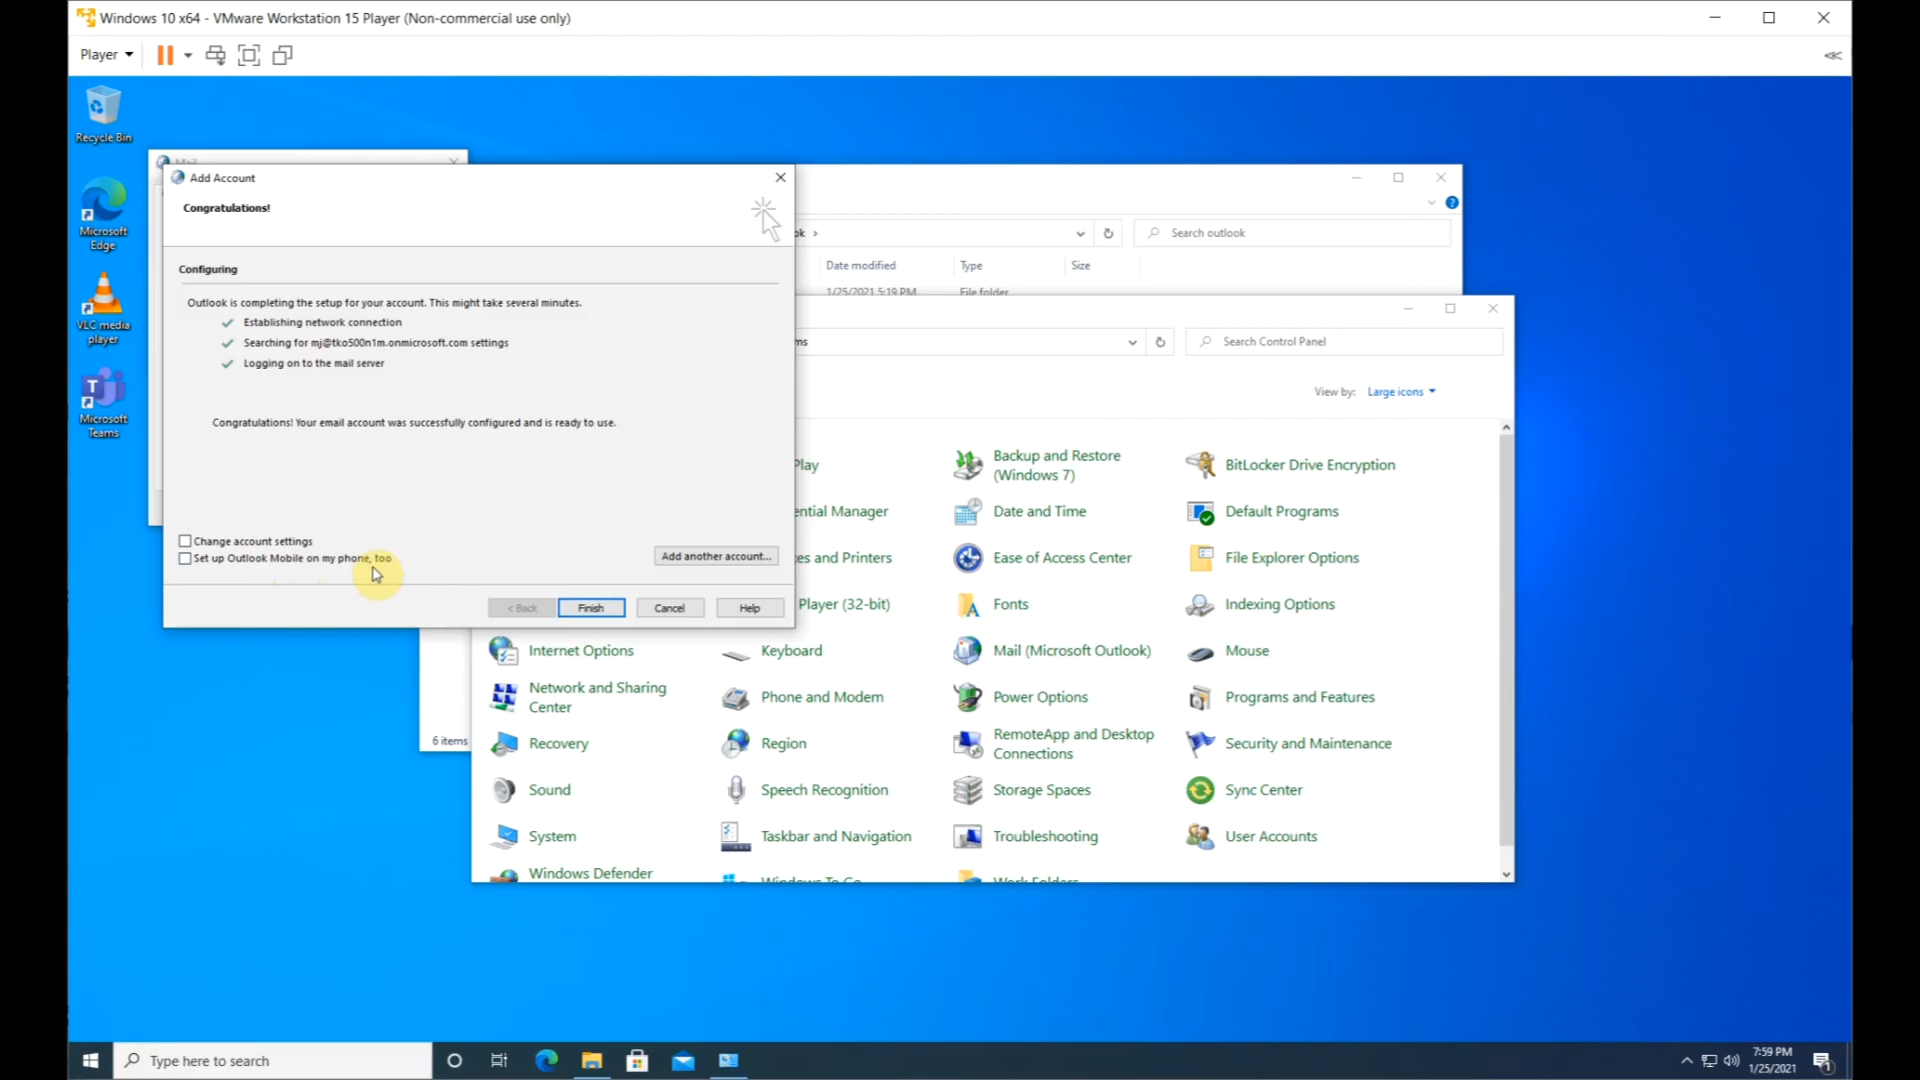 Windows 10 x64 - VMware Workstation 15 Player (Non-commercial use only)
Player
Recycle Bin
Microsoft
Edge
VLC media
player
Microsoft
Teams
Mail
Add Account
Congratulations!
Configuring
Outlook is completing the setup for your account. This might take several minutes.
Establishing network connection
Searching for mj@tko500n1m.onmicrosoft.com settings
Logging on to the mail server
Congratulations! Your email account was successfully configured and is ready to use.
Change account settings
Set up Outlook Mobile on my phone, too
Add another account...
< Back
Finish
Cancel
Help
ok
Search outlook
Date modified
Type
Size
1/25/2021 5:19 PM
File folder
6 items
ms
Search Control Panel
View by:
Large icons
Play
Backup and Restore
(Windows 7)
BitLocker Drive Encryption
ential Manager
Date and Time
Default Programs
es and Printers
Ease of Access Center
File Explorer Options
Player (32-bit)
Fonts
Indexing Options
Internet Options
Keyboard
Mail (Microsoft Outlook)
Mouse
Network and Sharing
Center
Phone and Modem
Power Options
Programs and Features
Recovery
Region
RemoteApp and Desktop
Connections
Security and Maintenance
Sound
Speech Recognition
Storage Spaces
Sync Center
System
Taskbar and Navigation
Troubleshooting
User Accounts
Windows Defender
Windows To Go
Work Folders
Type here to search
7:59 PM
1/25/2021
1